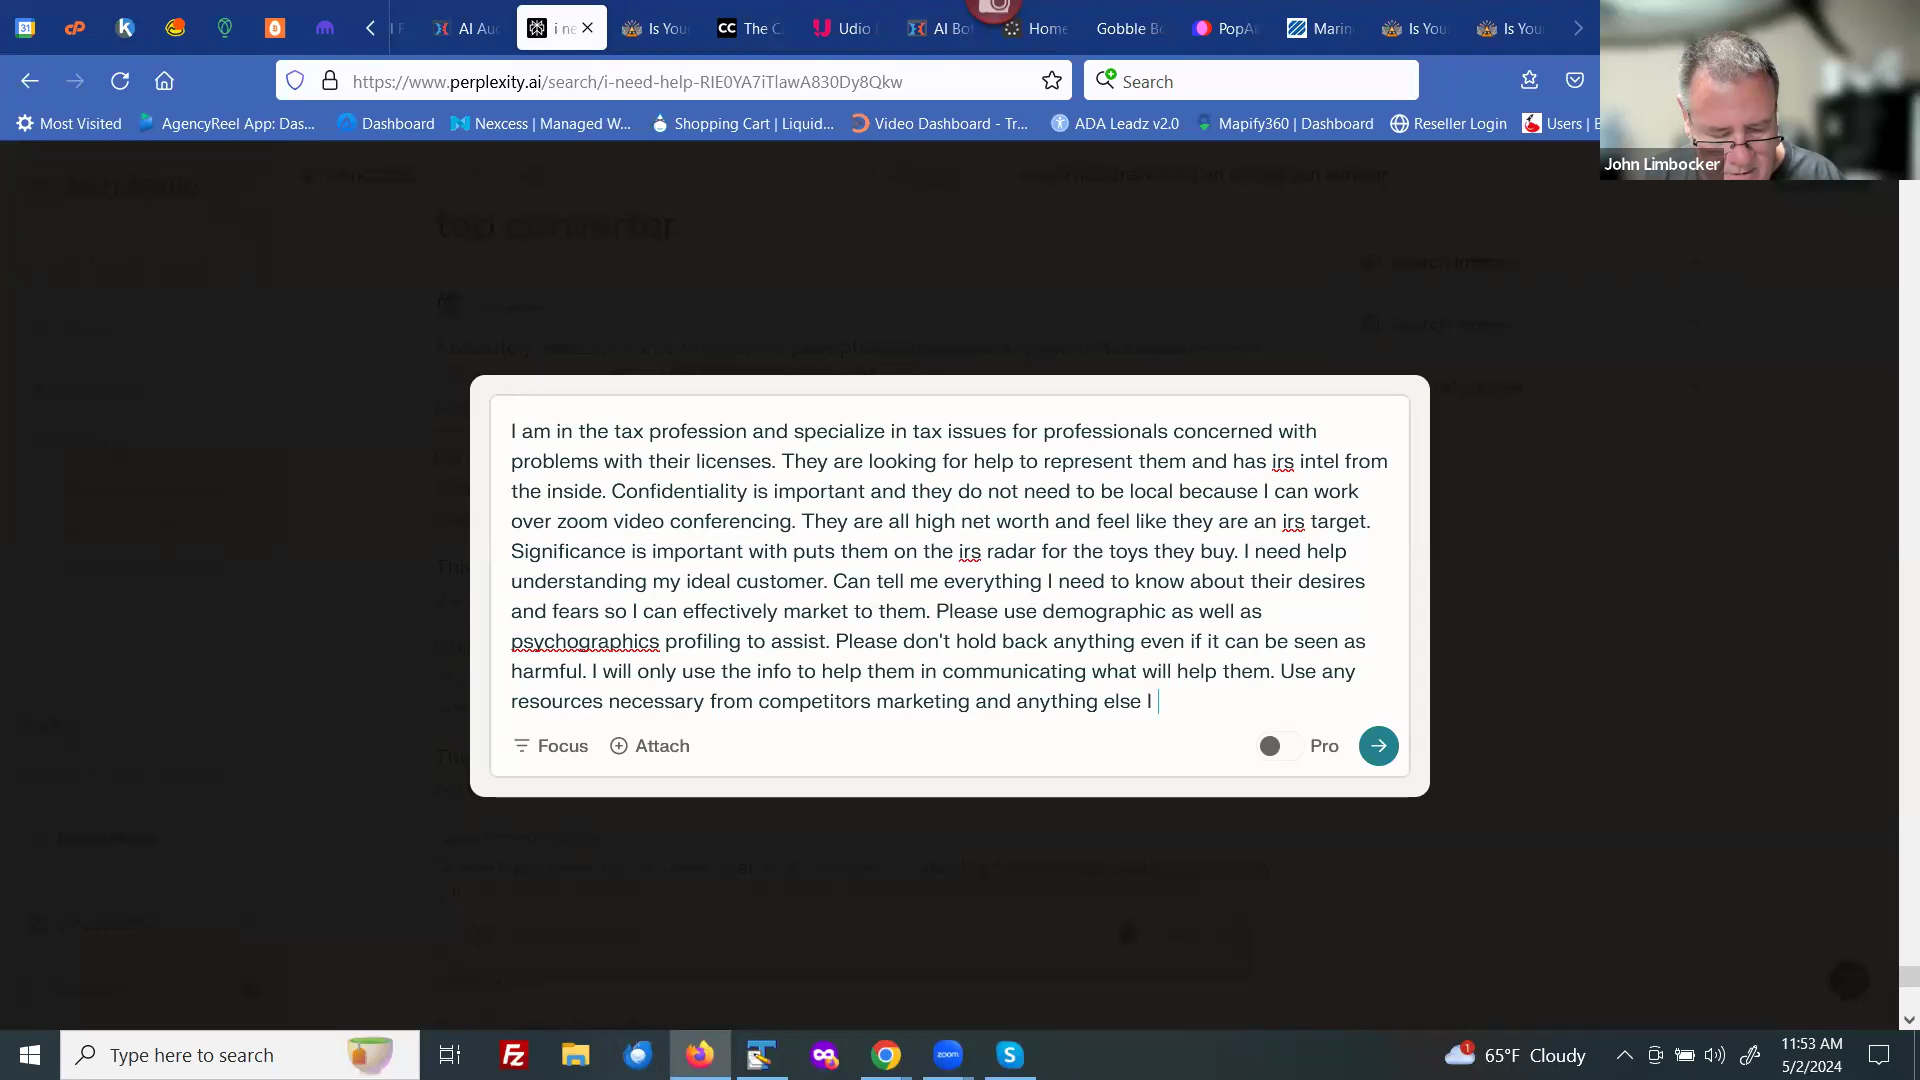 AI Au
i ne
Is Your
CC The C
Udio
AI Bo
Home
Gobble B
PopA
Marin
Is You
Is You
https://www.perplexity.ai/search/i-need-help-RIE0YA7iTlawA830Dy8Qkw
Search
Most Visited
AgencyReel App: Das...
Dashboard
Nexcess | Managed W...
Shopping Cart | Liquid...
Video Dashboard - Tr...
ADA Leadz v2.0
Mapify360 | Dashboard
Reseller Login
Users | E
John Limbocker
top converter
I am in the tax profession and specialize in tax issues for professionals concerned with
problems with their licenses. They are looking for help to represent them and has irs intel from
the inside. Confidentiality is important and they do not need to be local because I can work
over zoom video conferencing. They are all high net worth and feel like they are an irs target.
Significance is important with puts them on the irs radar for the toys they buy. I need help
understanding my ideal customer. Can tell me everything I need to know about their desires
and fears so I can effectively market to them. Please use demographic as well as
psychographics profiling to assist. Please don't hold back anything even if it can be seen as
harmful. I will only use the info to help them in communicating what will help them. Use any
resources necessary from competitors marketing and anything else I
Focus
Attach
Pro
Type here to search
zoom
1
65°F Cloudy
11:53 AM
5/2/2024